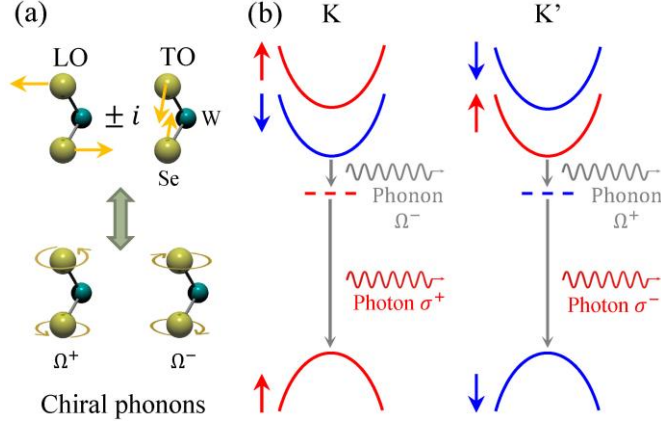 (a)
LO
TO
± i
W
Se
Ω⁺
Ω⁻
Chiral phonons
(b)
K
K’
Phonon
Ω⁻
Photon σ⁺
Phonon
Ω⁺
Photon σ⁻